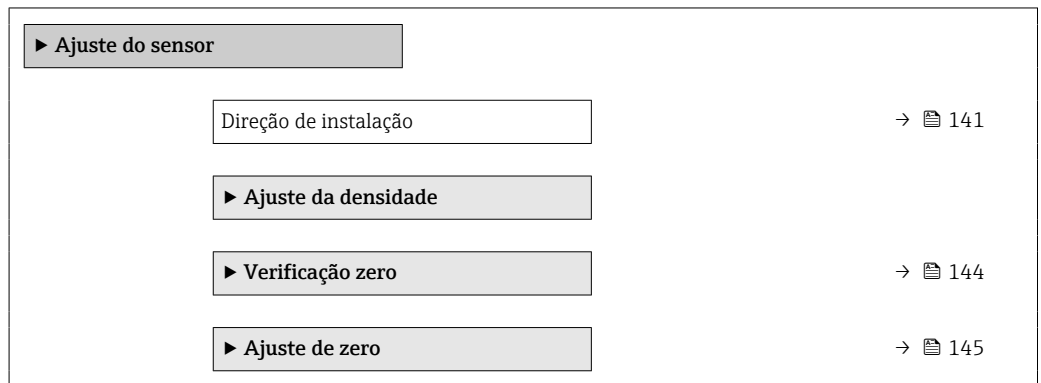 ▶ Ajuste do sensor
Direção de instalação → 141
▶ Ajuste da densidade
▶ Verificação zero → 144
▶ Ajuste de zero → 145